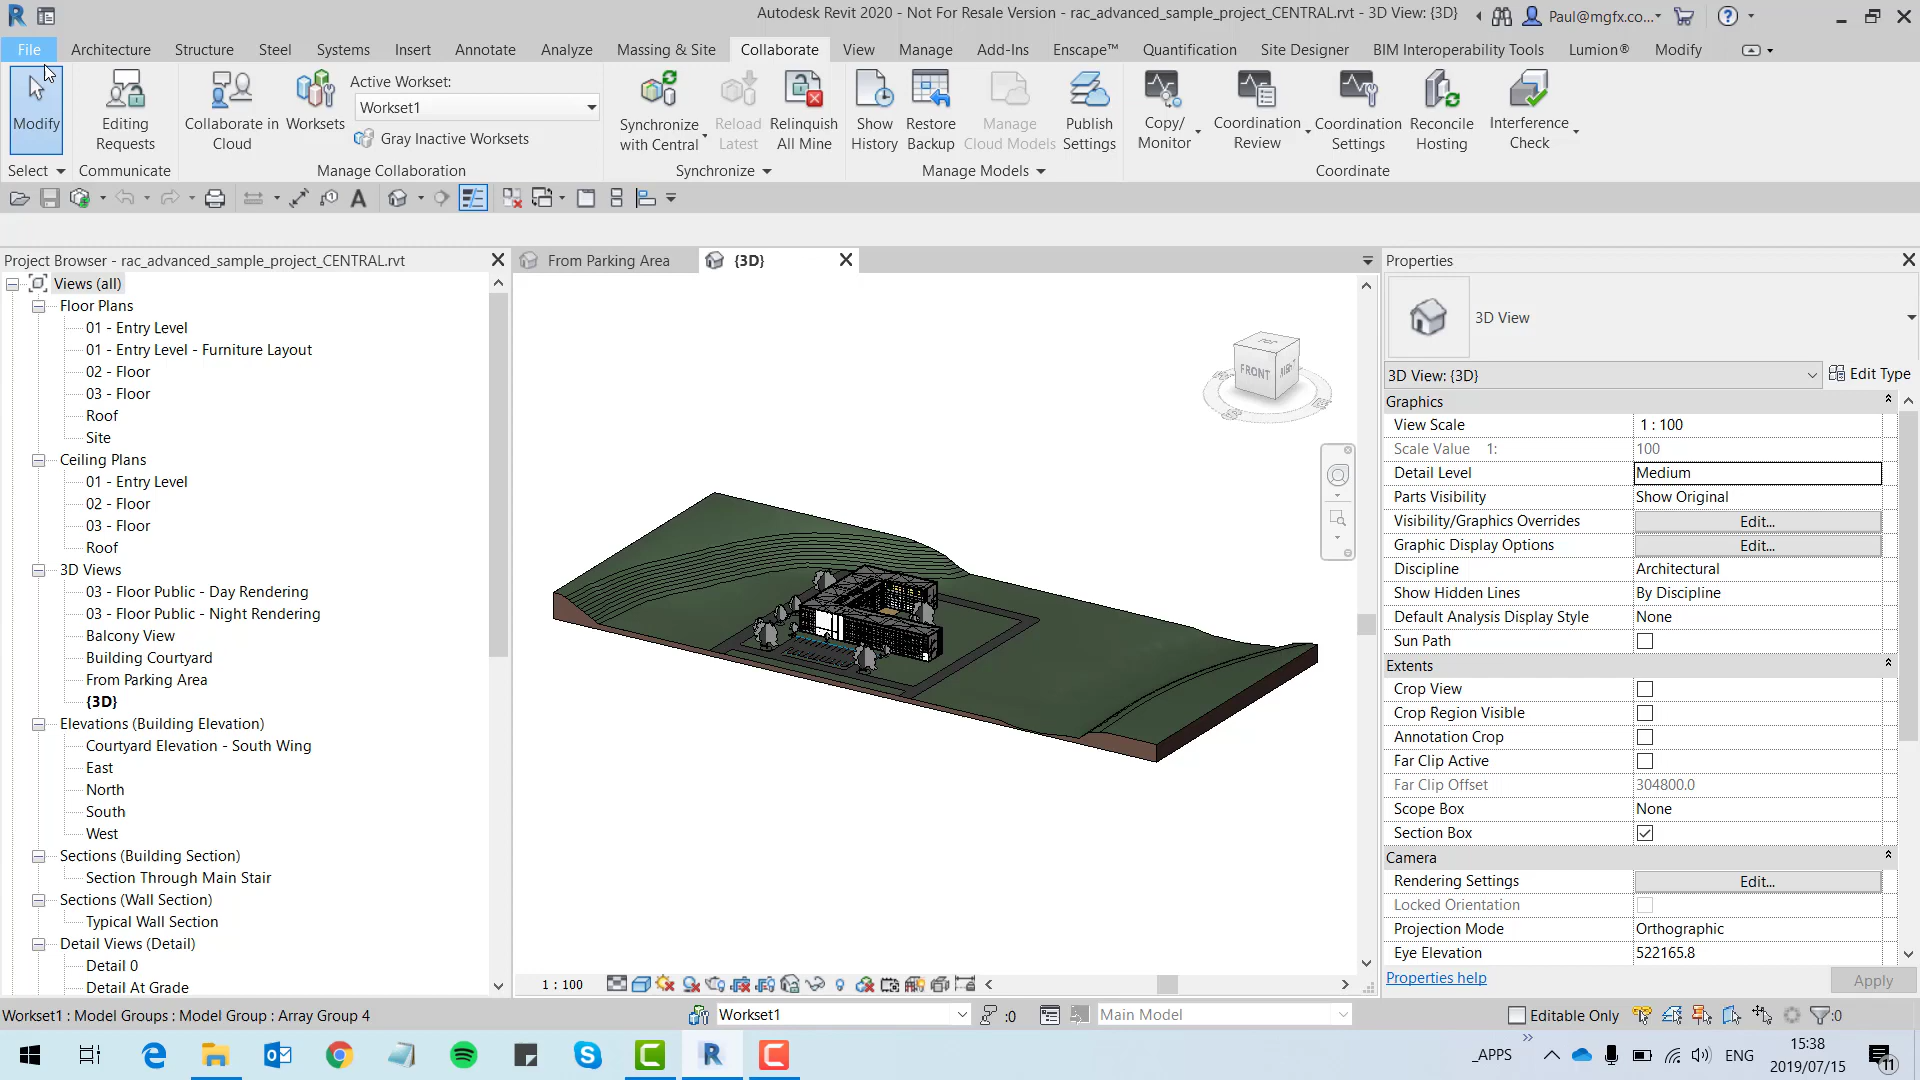 Autodesk Revit 2020 - Not For Resale Version - rac_advanced_sample_project_CENTRAL.rvt - 3D View: {3D}
Paul@mgfx.co...
File Architecture Structure Steel Systems Insert Annotate Analyze Massing & Site Collaborate View Manage Add-Ins Enscape™ Quantification Site Designer BIM Interoperability Tools Lumion® Modify
Modify
Editing Requests
Collaborate in Cloud
Worksets
Active Workset:
Workset1
Gray Inactive Worksets
Synchronize with Central
Reload Latest
Relinquish All Mine
Show History
Restore Backup
Manage Cloud Models
Publish Settings
Copy/ Monitor
Coordination Review
Coordination Settings
Reconcile Hosting
Interference Check
Select Communicate Manage Collaboration Synchronize Manage Models Coordinate
Project Browser - rac_advanced_sample_project_CENTRAL.rvt
Views (all)
Floor Plans
01 - Entry Level
01 - Entry Level - Furniture Layout
02 - Floor
03 - Floor
Roof
Site
Ceiling Plans
01 - Entry Level
02 - Floor
03 - Floor
Roof
3D Views
03 - Floor Public - Day Rendering
03 - Floor Public - Night Rendering
Balcony View
Building Courtyard
From Parking Area
{3D}
Elevations (Building Elevation)
Courtyard Elevation - South Wing
East
North
South
West
Sections (Building Section)
Section Through Main Stair
Sections (Wall Section)
Typical Wall Section
Detail Views (Detail)
Detail 0
Detail At Grade
From Parking Area
{3D}
FRONT
1 : 100
Properties
3D View
3D View: {3D}
Edit Type
Graphics
View Scale 1 : 100
Scale Value 1: 100
Detail Level Medium
Parts Visibility Show Original
Visibility/Graphics Overrides Edit...
Graphic Display Options Edit...
Discipline Architectural
Show Hidden Lines By Discipline
Default Analysis Display Style None
Sun Path
Extents
Crop View
Crop Region Visible
Annotation Crop
Far Clip Active
Far Clip Offset 304800.0
Scope Box None
Section Box
Camera
Rendering Settings Edit...
Locked Orientation
Projection Mode Orthographic
Eye Elevation 522165.8
Properties help
Apply
Workset1 : Model Groups : Model Group : Array Group 4
Workset1
:0
Main Model
Editable Only
:0
_APPS
ENG
15:38
2019/07/15
11